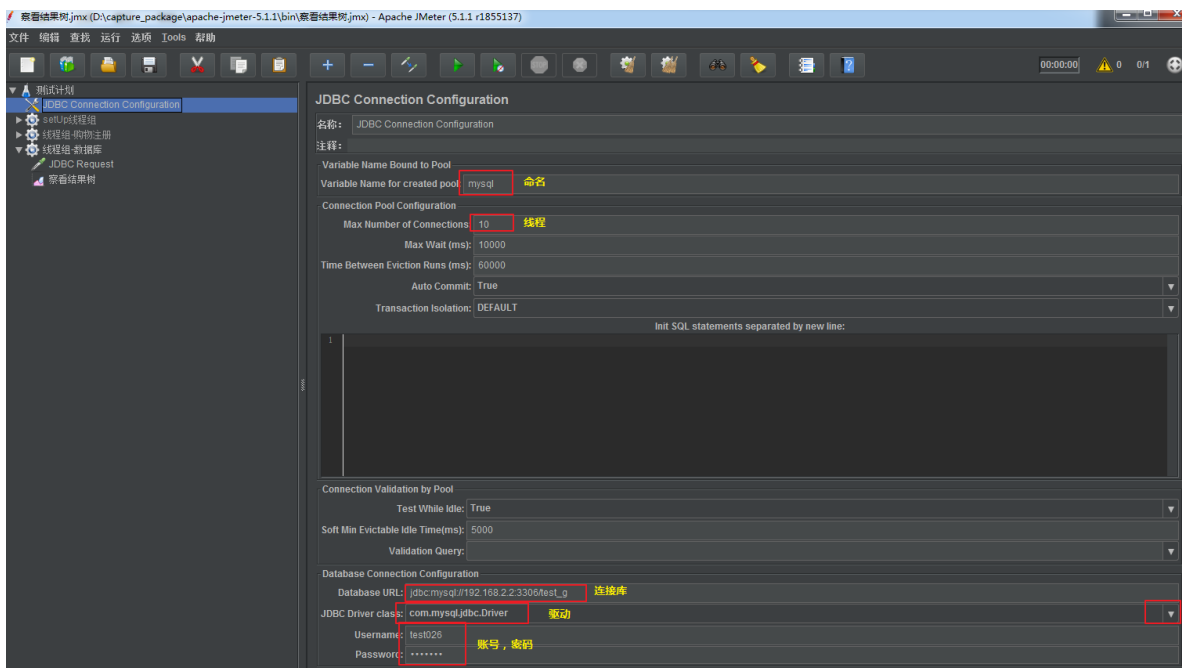 察看结果树.jmx (D:\capture_package\apache-jmeter-5.1.1\bin\察看结果树.jmx) - Apache JMeter (5.1.1 r1855137)
文件 编辑 查找 运行 选项 Tools 帮助
00:00:00 0 0/1
测试计划
JDBC Connection Configuration
setUp线程组
线程组-购物注册
线程组-数据库
JDBC Request
察看结果树
JDBC Connection Configuration
名称: JDBC Connection Configuration
注释:
Variable Name Bound to Pool
Variable Name for created pool: mysql 命名
Connection Pool Configuration
Max Number of Connections: 10 线程
Max Wait (ms): 10000
Time Between Eviction Runs (ms): 60000
Auto Commit: True
Transaction Isolation: DEFAULT
Init SQL statements separated by new line:
1
Connection Validation by Pool
Test While Idle: True
Soft Min Evictable Idle Time(ms): 5000
Validation Query:
Database Connection Configuration
Database URL: jdbc:mysql://192.168.2.2:3306/test_g 连接库
JDBC Driver class: com.mysql.jdbc.Driver 驱动
Username: test026
账号，密码
Password: •••••••